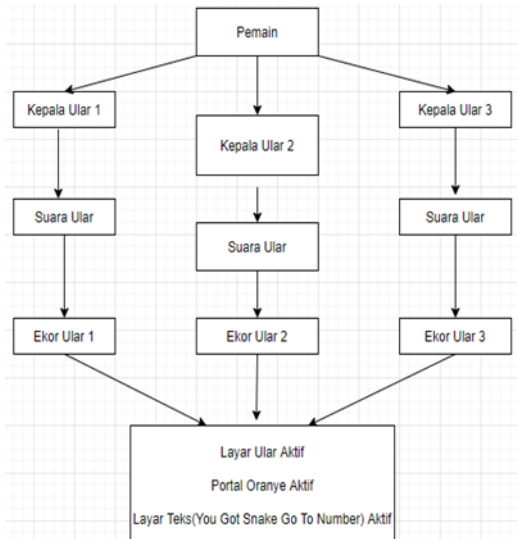 Pemain
Kepala Ular 1
Kepala Ular 2
Kepala Ular 3
Suara Ular
Suara Ular
Suara Ular
Ekor Ular 1
Ekor Ular 2
Ekor Ular 3
Layar Ular Aktif
Portal Oranye Aktif
Layar Teks(You Got Snake Go To Number) Aktif